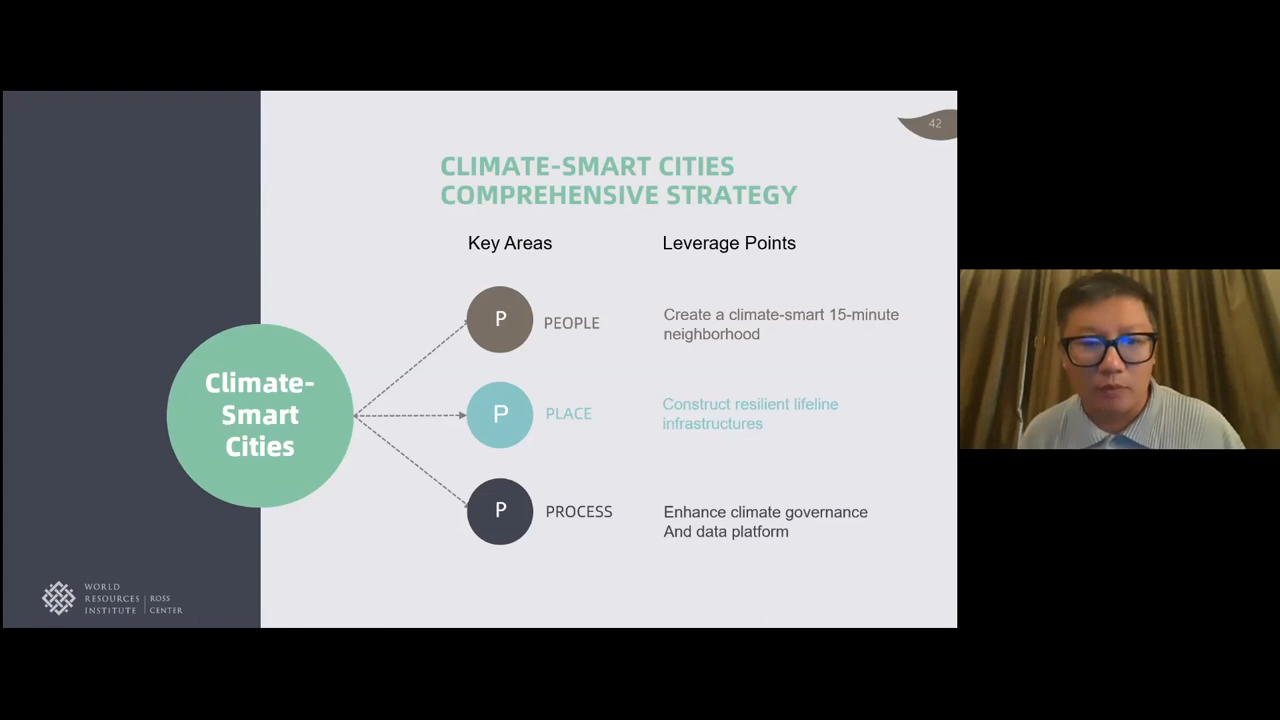 42
CLIMATE-SMART CITIES
COMPREHENSIVE STRATEGY
Key Areas
Leverage Points
Climate-
Smart
Cities
P
PEOPLE
Create a climate-smart 15-minute
neighborhood
P
PLACE
Construct resilient lifeline
infrastructures
P
PROCESS
Enhance climate governance
And data platform
WORLD
RESOURCES
INSTITUTE
ROSS
CENTER